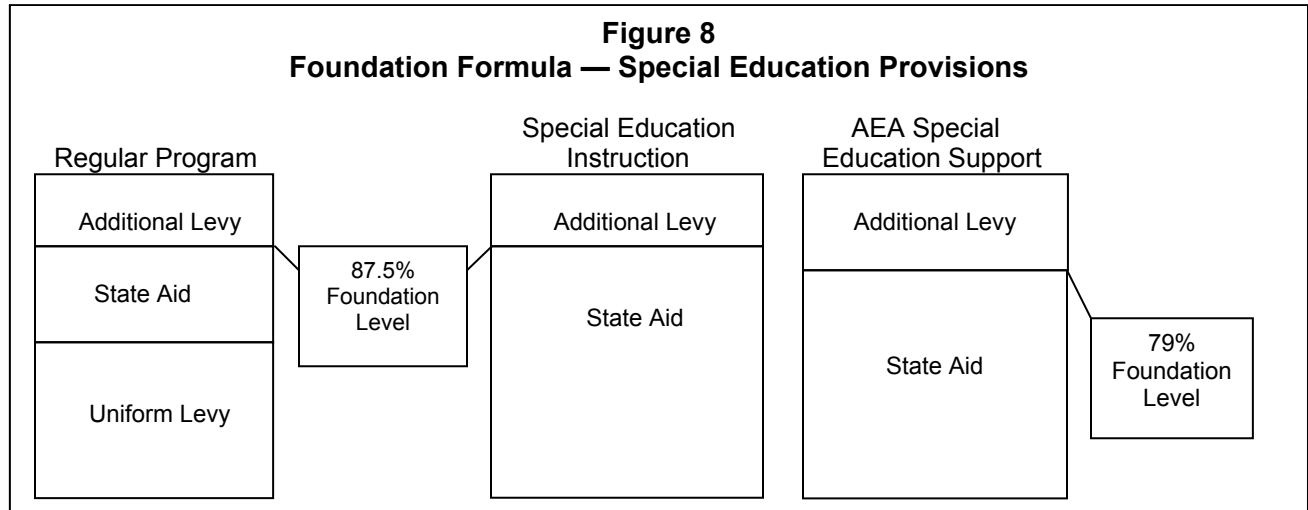 Figure 8
Foundation Formula — Special Education Provisions
Regular Program
Additional Levy
State Aid
Uniform Levy
87.5%
Foundation
Level
Special Education
Instruction
Additional Levy
State Aid
AEA Special
Education Support
Additional Levy
State Aid
79%
Foundation
Level